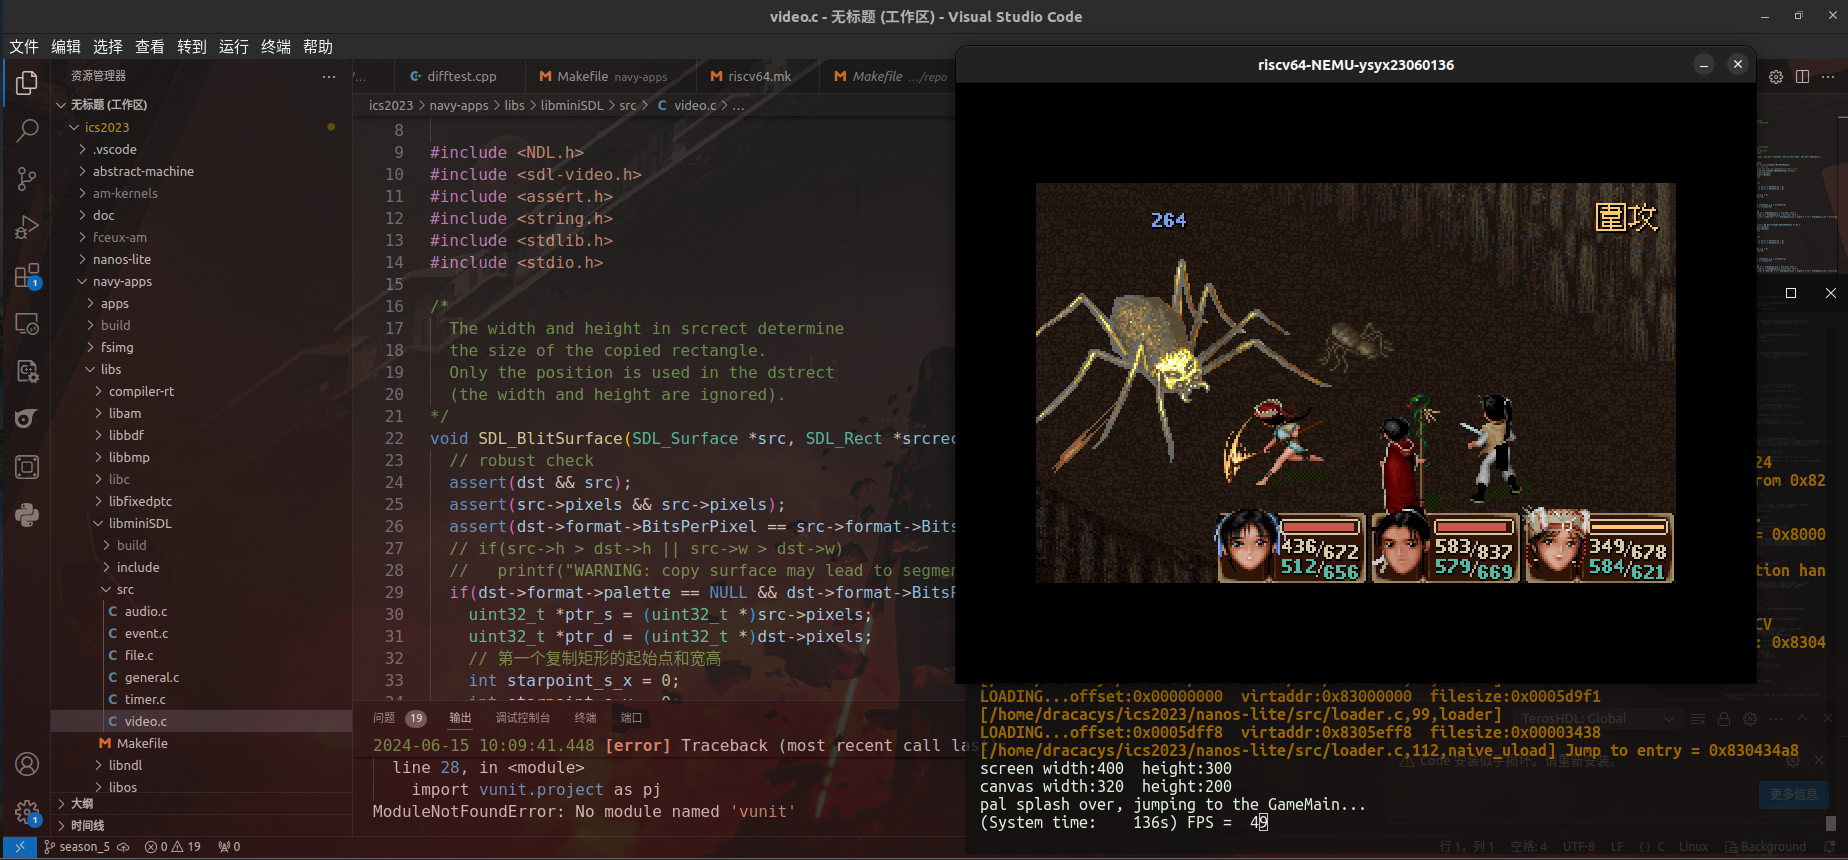 video.c - 无标题 (工作区) - Visual Studio Code
文件 编辑 选择 查看 转到 运行 终端 帮助
资源管理器
无标题 (工作区)
ics2023
.vscode
abstract-machine
am-kernels
doc
fceux-am
nanos-lite
navy-apps
apps
build
fsimg
libs
compiler-rt
libam
libbdf
libbmp
libc
libfixedptc
libminiSDL
build
include
src
audio.c
event.c
file.c
general.c
timer.c
video.c
Makefile
libndl
libos
大纲
时间线
difftest.cpp
Makefile navy-apps
riscv64.mk
Makefile .../repo
ics2023 > navy-apps > libs > libminiSDL > src > C video.c > ...
8
9 #include <NDL.h>
10 #include <sdl-video.h>
11 #include <assert.h>
12 #include <string.h>
13 #include <stdlib.h>
14 #include <stdio.h>
15
16 /*
17 The width and height in srcrect determine
18 the size of the copied rectangle.
19 Only the position is used in the dstrect
20 (the width and height are ignored).
21 */
22 void SDL_BlitSurface(SDL_Surface *src, SDL_Rect *srcrec
23 // robust check
24 assert(dst && src);
25 assert(src->pixels && src->pixels);
26 assert(dst->format->BitsPerPixel == src->format->Bits
27 // if(src->h > dst->h || src->w > dst->w)
28 // printf("WARNING: copy surface may lead to segmen
29 if(dst->format->palette == NULL && dst->format->BitsP
30 uint32_t *ptr_s = (uint32_t *)src->pixels;
31 uint32_t *ptr_d = (uint32_t *)dst->pixels;
32 // 第一个复制矩形的起始点和宽高
33 int starpoint_s_x = 0;
问题 19 输出 调试控制台 终端 端口
2024-06-15 10:09:41.448 [error] Traceback (most recent call las
line 28, in <module>
import vunit.project as pj
ModuleNotFoundError: No module named 'vunit'
riscv64-NEMU-ysyx23060136
264
圍攻
436/672
512/656
583/837
579/669
349/678
584/621
24
rom 0x82
= 0x8000
tion han
CV
: 0x8304
LOADING...offset:0x00000000 virtaddr:0x83000000 filesize:0x0005d9f1
[/home/dracacys/ics2023/nanos-lite/src/loader.c,99,loader]
TerosHDL: Global
LOADING...offset:0x0005dff8 virtaddr:0x8305eff8 filesize:0x00003438
[/home/dracacys/ics2023/nanos-lite/src/loader.c,112,naive_uload] Jump to entry = 0x830434a8
Code 安装似乎损坏。请重新安装。
screen width:400 height:300
canvas width:320 height:200
更多信息
pal splash over, jumping to the GameMain...
(System time: 136s) FPS = 49
season_5 0 19 0
行 1，列 1 空格: 4 UTF-8 LF {} C Linux Background